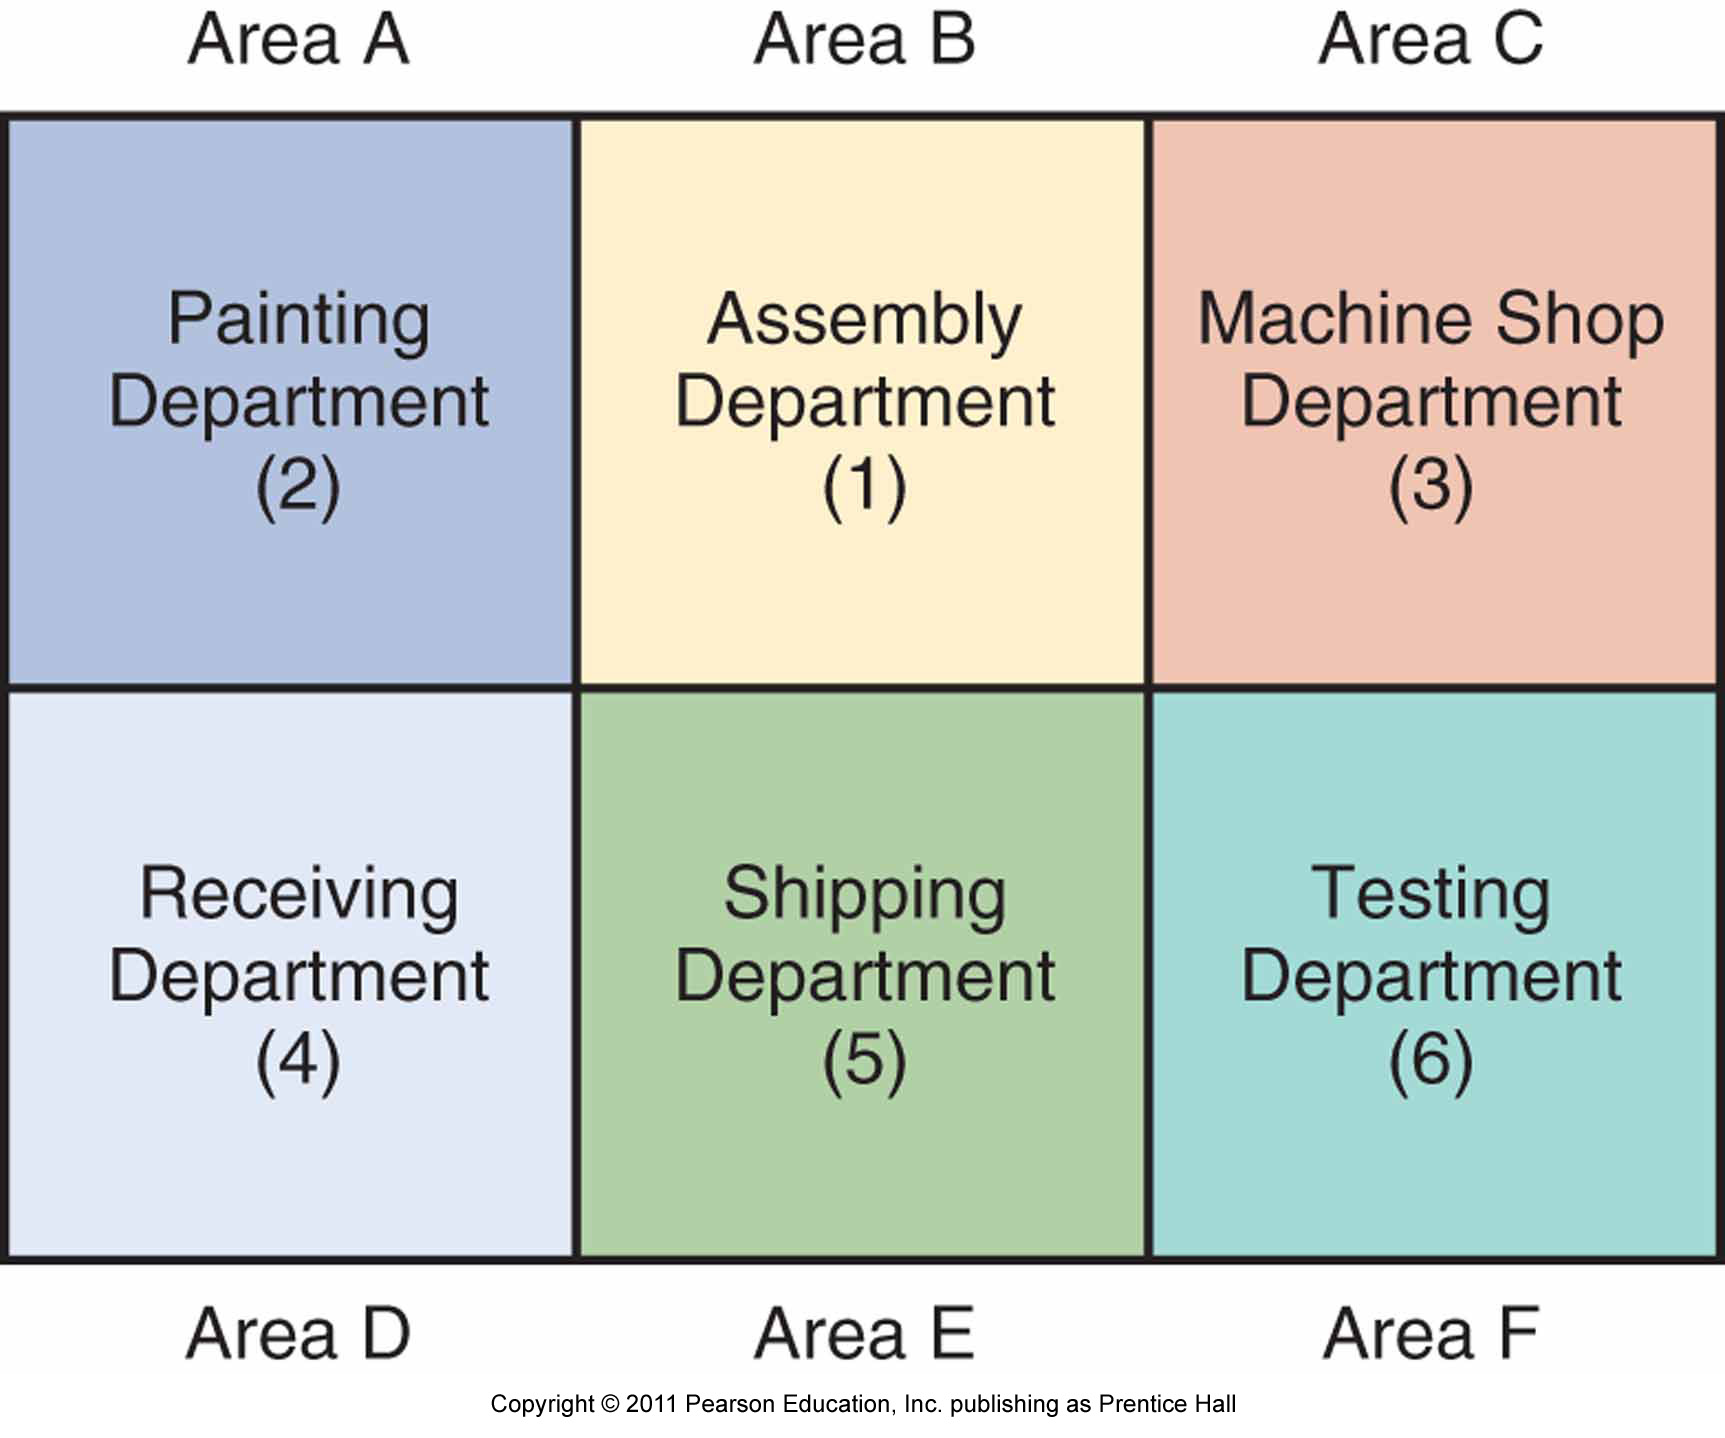 Area A
Area B
Area C
Painting
Department
(2)
Assembly
Department
(1)
Machine Shop
Department
(3)
Receiving
Department
(4)
Shipping
Department
(5)
Testing
Department
(6)
Area D
Area E
Area F
Copyright © 2011 Pearson Education, Inc. publishing as Prentice Hall